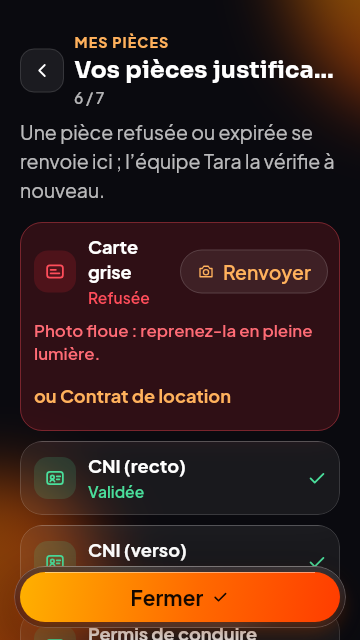 MES PIÈCES
Vos pièces justifica...
6 / 7
Une pièce refusée ou expirée se
renvoie ici ; l’équipe Tara la vérifie à
nouveau.
Carte
grise
Refusée
Renvoyer
Photo floue : reprenez-la en pleine
lumière.
ou Contrat de location
CNI (recto)
Validée
CNI (verso)
Fermer
Permis de conduire